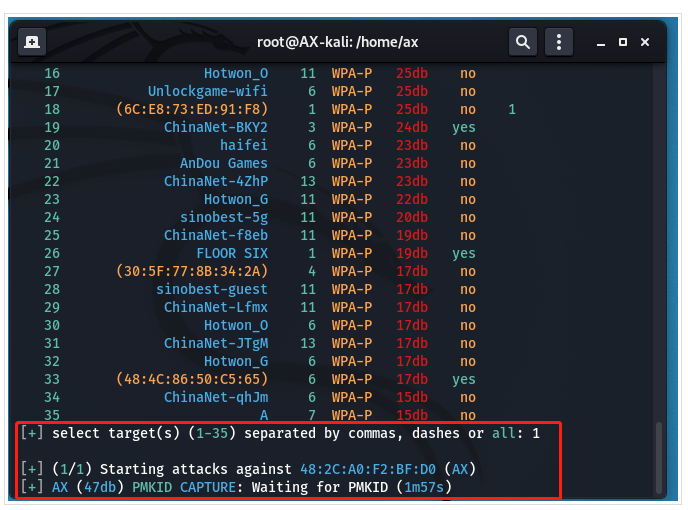 root@AX-kali: /home/ax
16 Hotwon_O 11 WPA-P 25db no
17 Unlockgame-wifi 6 WPA-P 25db no
18 (6C:E8:73:ED:91:F8) 1 WPA-P 25db no 1
19 ChinaNet-BKY2 3 WPA-P 24db yes
20 haifei 6 WPA-P 23db no
21 AnDou Games 6 WPA-P 23db no
22 ChinaNet-4ZhP 13 WPA-P 23db no
23 Hotwon_G 11 WPA-P 22db no
24 sinobest-5g 11 WPA-P 20db no
25 ChinaNet-f8eb 11 WPA-P 19db no
26 FLOOR SIX 1 WPA-P 19db yes
27 (30:5F:77:8B:34:2A) 4 WPA-P 17db no
28 sinobest-guest 11 WPA-P 17db no
29 ChinaNet-Lfmx 11 WPA-P 17db no
30 Hotwon_O 6 WPA-P 17db no
31 ChinaNet-JTgM 13 WPA-P 17db no
32 Hotwon_G 6 WPA-P 17db no
33 (48:4C:86:50:C5:65) 6 WPA-P 17db yes
34 ChinaNet-qhJm 6 WPA-P 15db no
35 A 7 WPA-P 15db no
[+] select target(s) (1-35) separated by commas, dashes or all: 1
[+] (1/1) Starting attacks against 48:2C:A0:F2:BF:D0 (AX)
[+] AX (47db) PMKID CAPTURE: Waiting for PMKID (1m57s)